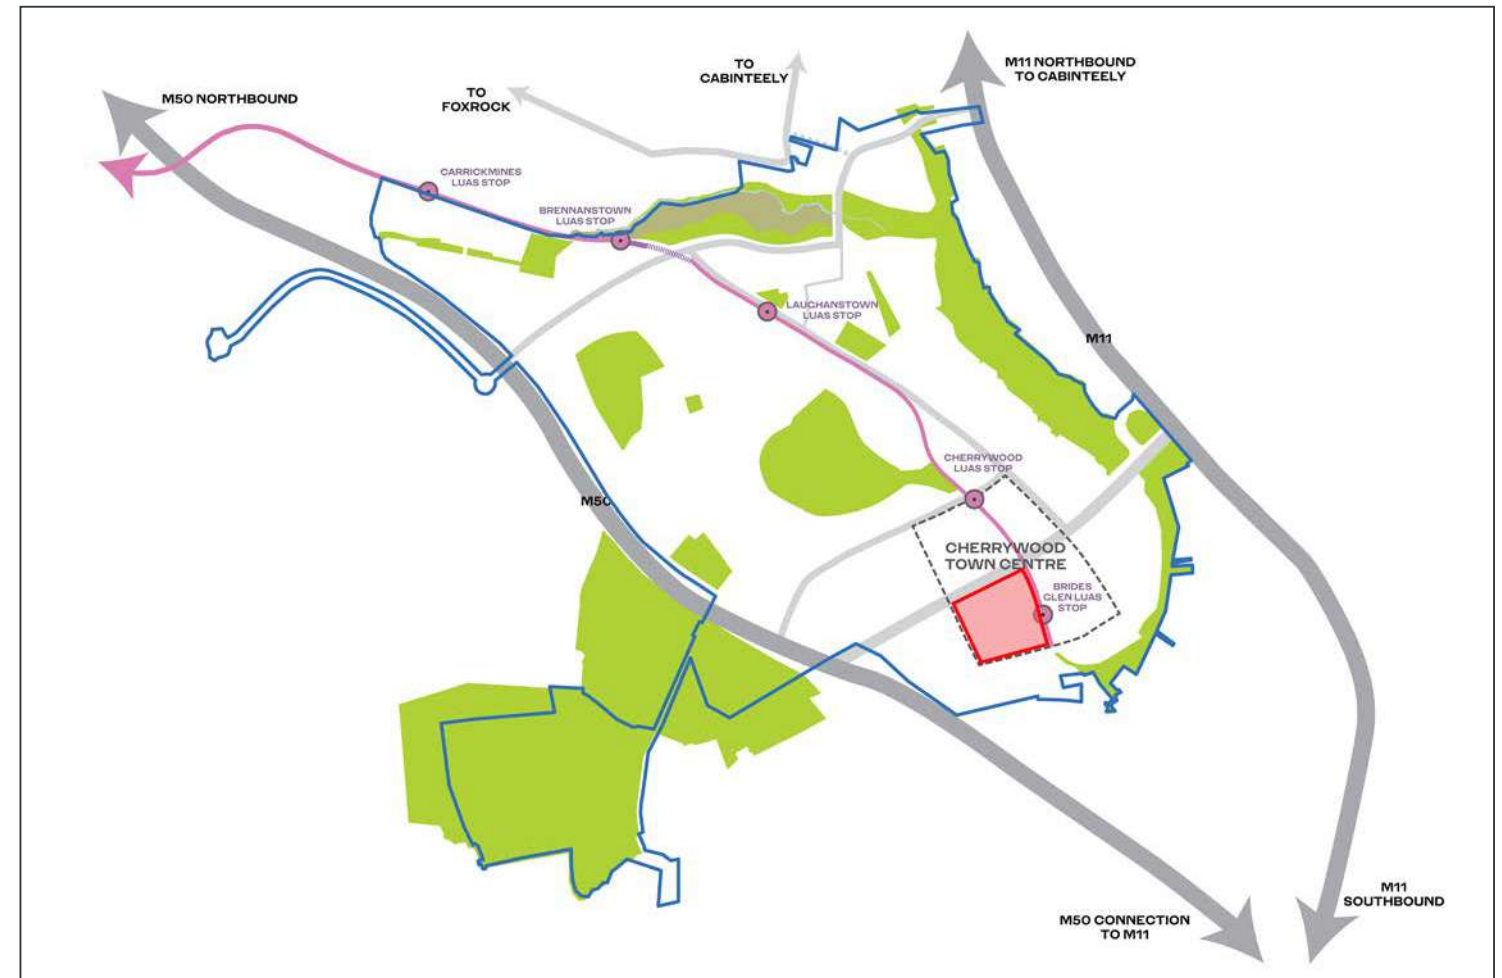 M50 NORTHBOUND
TO
FOXROCK
TO
CABINTEELY
M11 NORTHBOUND
TO CABINTEELY
CARRICKMINES
LUAS STOP
BRENNANSTOWN
LUAS STOP
LAUGHANSTOWN
LUAS STOP
M11
CHERRYWOOD
LUAS STOP
M50
CHERRYWOOD
TOWN CENTRE
BRIDES
GLEN LUAS
STOP
M11
SOUTHBOUND
M50 CONNECTION
TO M11